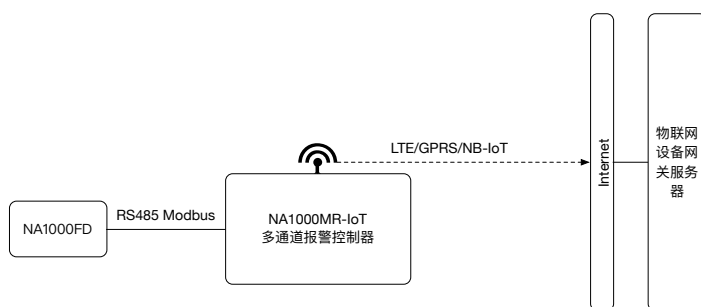 LTE/GPRS/NB-IoT
Internet
物联网
设备网
关服务
器
NA1000FD
RS485 Modbus
NA1000MR-IoT
多通道报警控制器